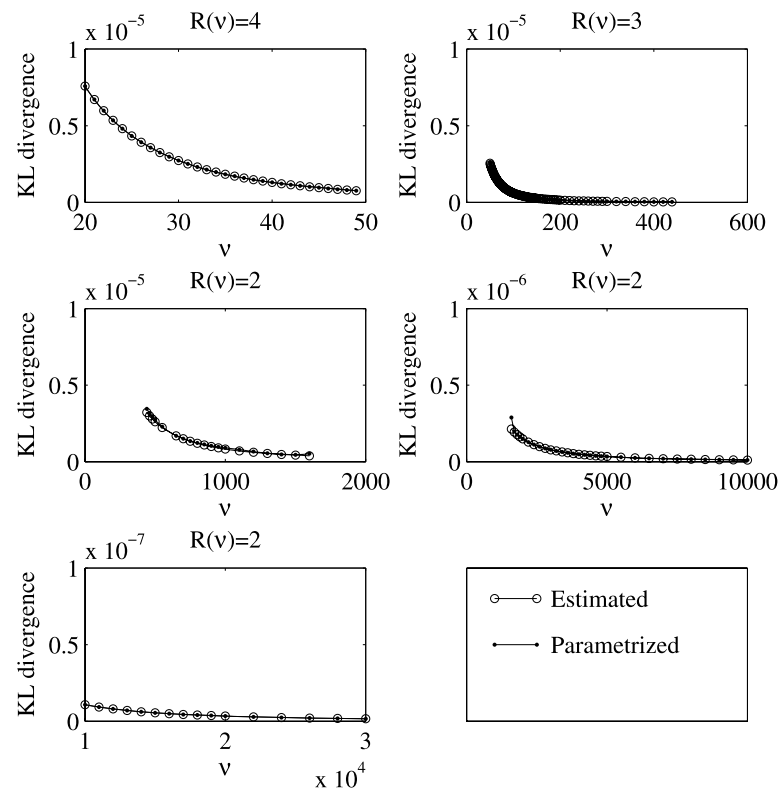 x 10⁻⁵ R(ν)=4
1
0.5
0
KL divergence
20 30 40 50
ν
x 10⁻⁵ R(ν)=3
1
0.5
0
KL divergence
0 200 400 600
ν
x 10⁻⁵ R(ν)=2
1
0.5
0
KL divergence
0 1000 2000
ν
x 10⁻⁶ R(ν)=2
1
0.5
0
KL divergence
0 5000 10000
ν
x 10⁻⁷ R(ν)=2
1
0.5
0
KL divergence
1 2 3
ν
x 10⁴
Estimated
Parametrized